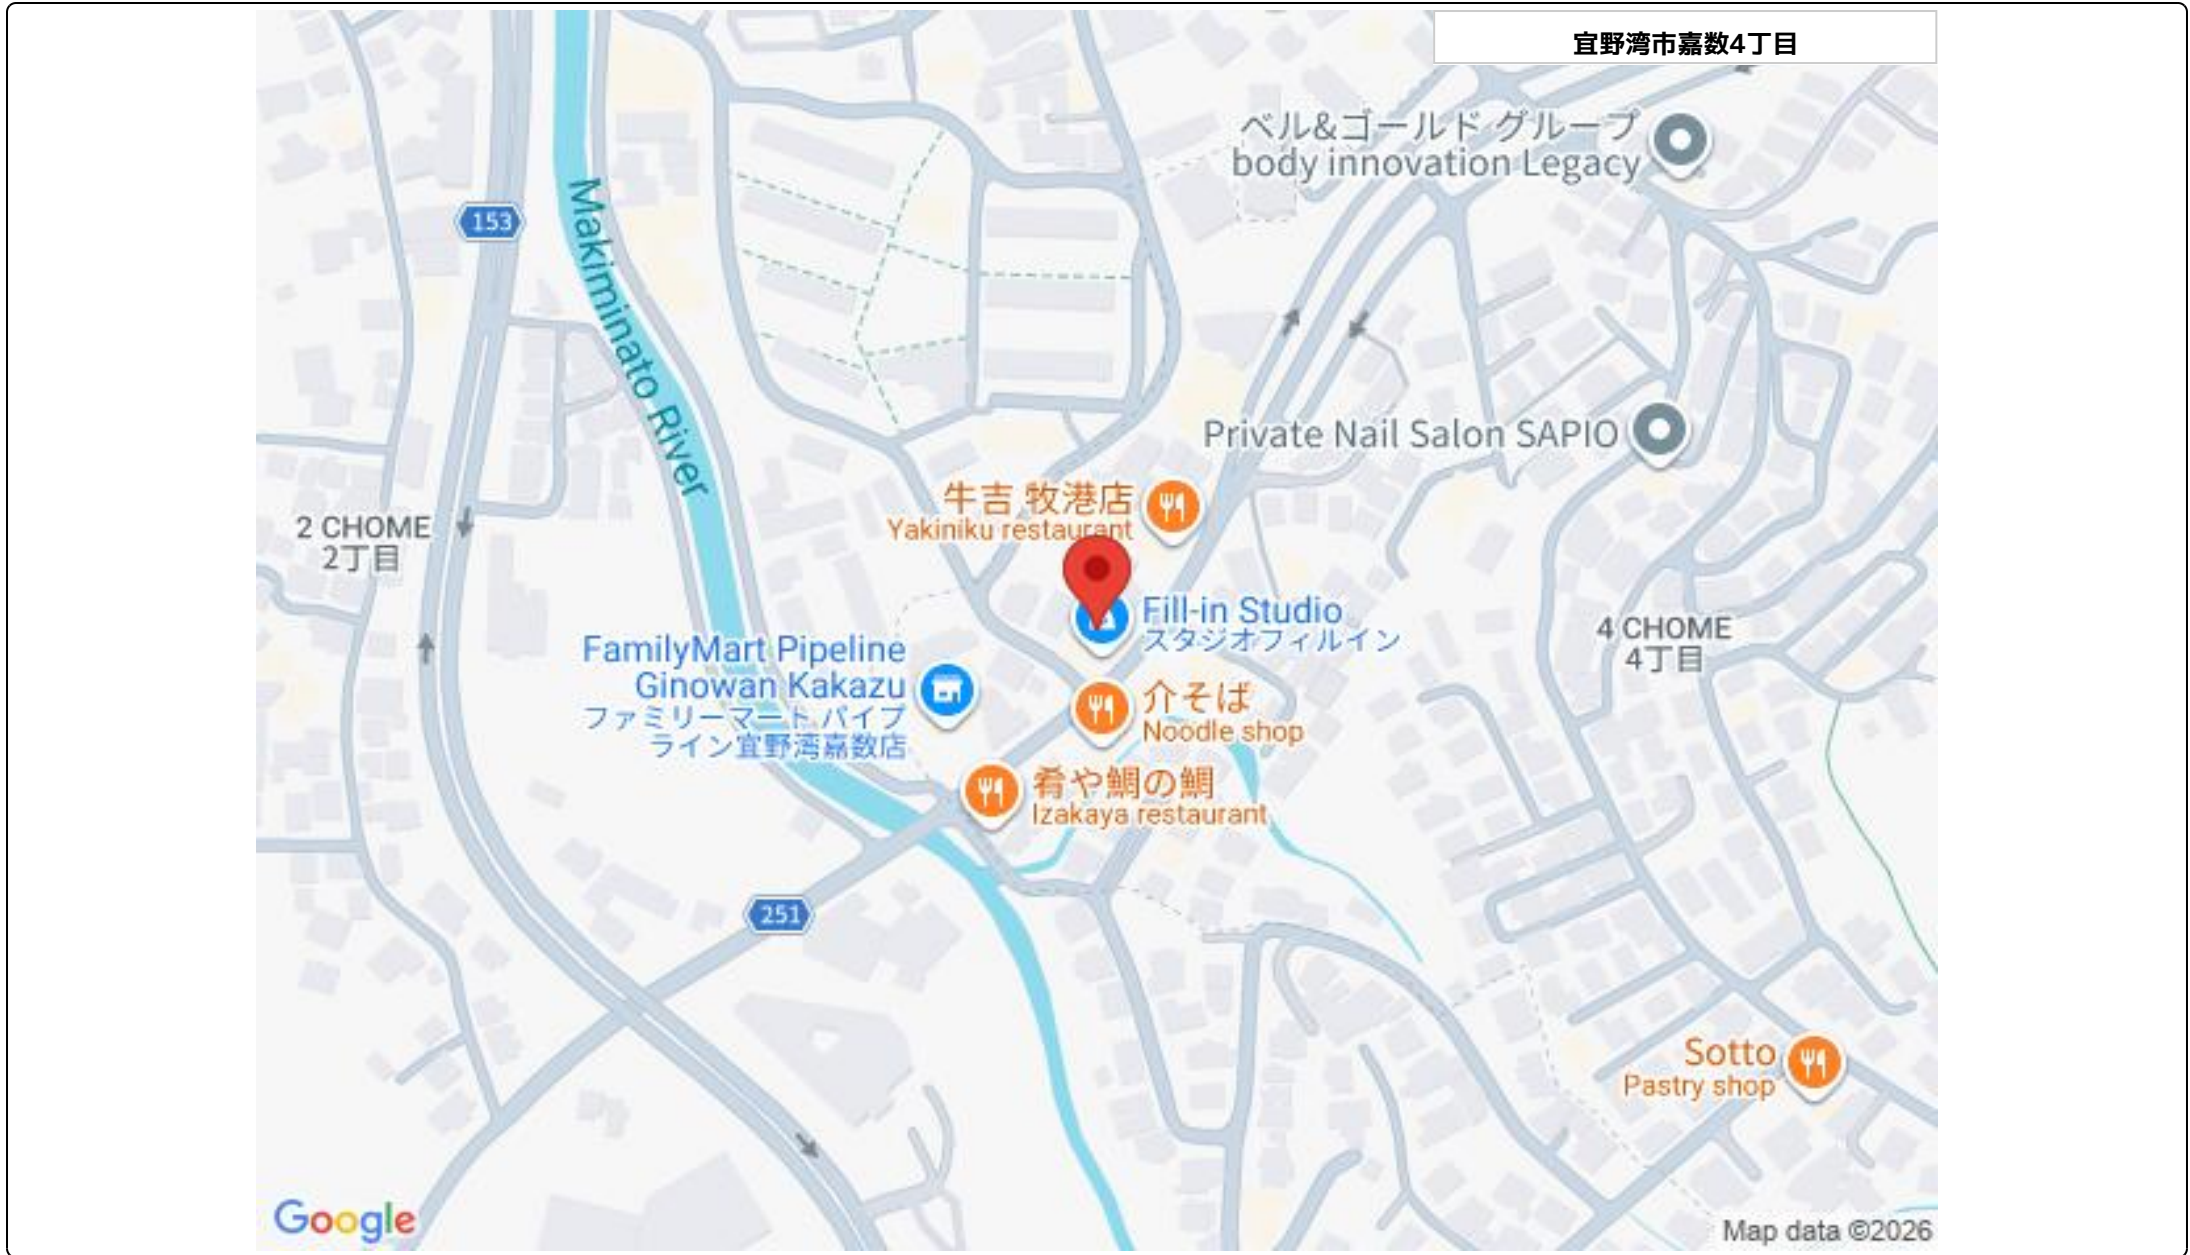 宜野湾市嘉数4丁目
ベル&ゴールド グループ
body innovation Legacy
153
Makiminato River
Private Nail Salon SAPIO
牛吉 牧港店
Yakiniku restaurant
2 CHOME
2丁目
Fill-in Studio
スタジオフィルイン
4 CHOME
4丁目
FamilyMart Pipeline
Ginowan Kakazu
ファミリーマート パイプ
ライン宜野湾嘉数店
介そば
Noodle shop
肴や鯛の鯛
Izakaya restaurant
251
Sotto
Pastry shop
Google
Map data ©2026